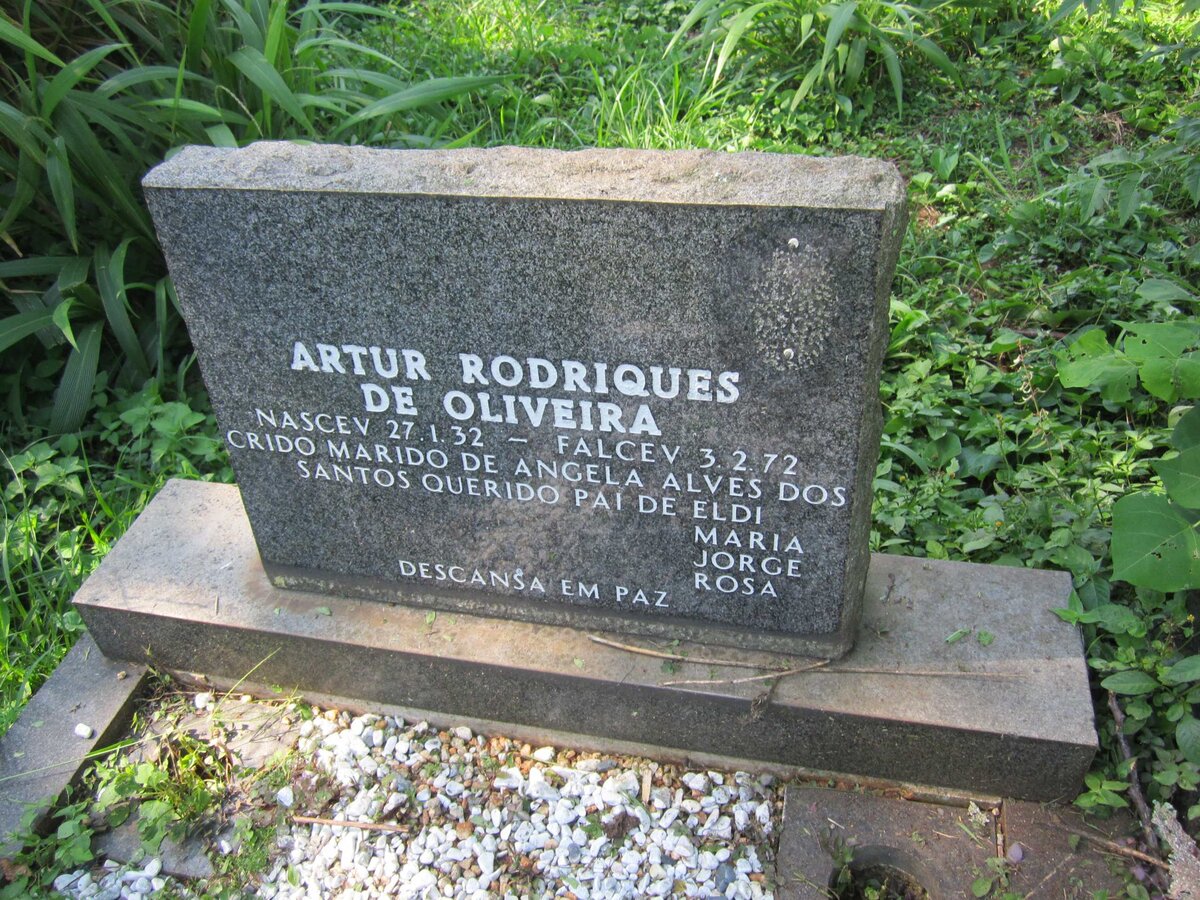 ARTUR RODRIQUES
DE OLIVEIRA
NASCEV 27.1.32 – FALCEV 3.2.72
CRIDO MARIDO DE ANGELA ALVES DOS
SANTOS QUERIDO PAI DE ELDI
MARIA
JORGE
ROSA
DESCANSA EM PAZ